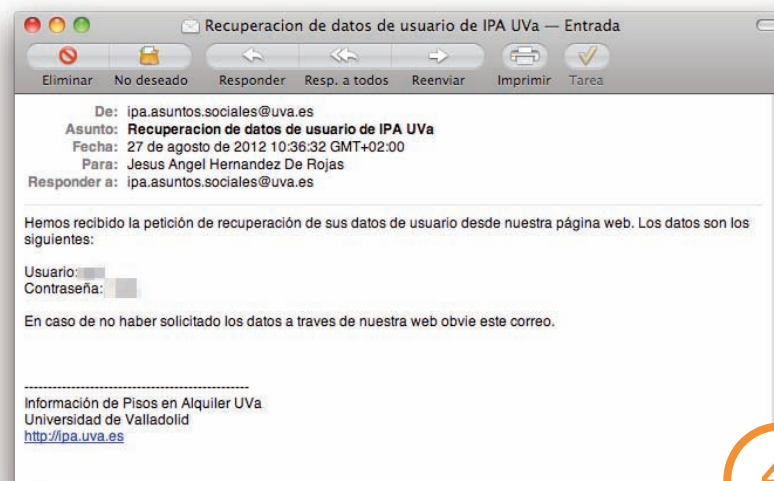 Recuperacion de datos de usuario de IPA UVa — Entrada
Eliminar No deseado Responder Resp. a todos Reenviar Imprimir Tarea
De: ipa.asuntos.sociales@uva.es
Asunto: Recuperacion de datos de usuario de IPA UVa
Fecha: 27 de agosto de 2012 10:36:32 GMT+02:00
Para: Jesus Angel Hernandez De Rojas
Responder a: ipa.asuntos.sociales@uva.es
Hemos recibido la petición de recuperación de sus datos de usuario desde nuestra página web. Los datos son los
siguientes:
Usuario:
Contraseña:
En caso de no haber solicitado los datos a traves de nuestra web obvie este correo.
------------------------------------------------
Información de Pisos en Alquiler UVa
Universidad de Valladolid
http://ipa.uva.es